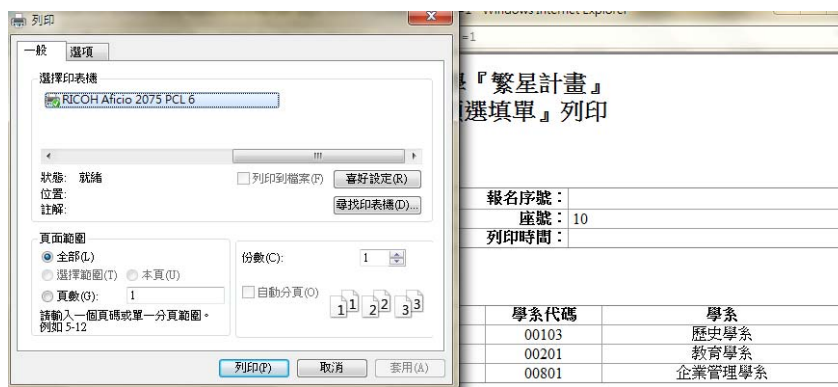 列印
一般
選項
選擇印表機
RICOH Aficio 2075 PCL 6
狀態: 就緒
位置:
註解:
列印到檔案(F)
喜好設定(R)
尋找印表機(D)...
頁面範圍
全部(L)
選擇範圍(T)
本頁(U)
頁數(G): 1
請輸入一個頁碼或單一分頁範圍。
例如 5-12
份數(C): 1
自動分頁(O)
1 1 2 2 3 3
列印(P)
取消
套用(A)
=1 - Windows Internet Explorer
=1
『繁星計畫』
選填單』列印
報名序號：
座號： 10
列印時間：
學系代碼 學系
00103 歷史學系
00201 教育學系
00801 企業管理學系